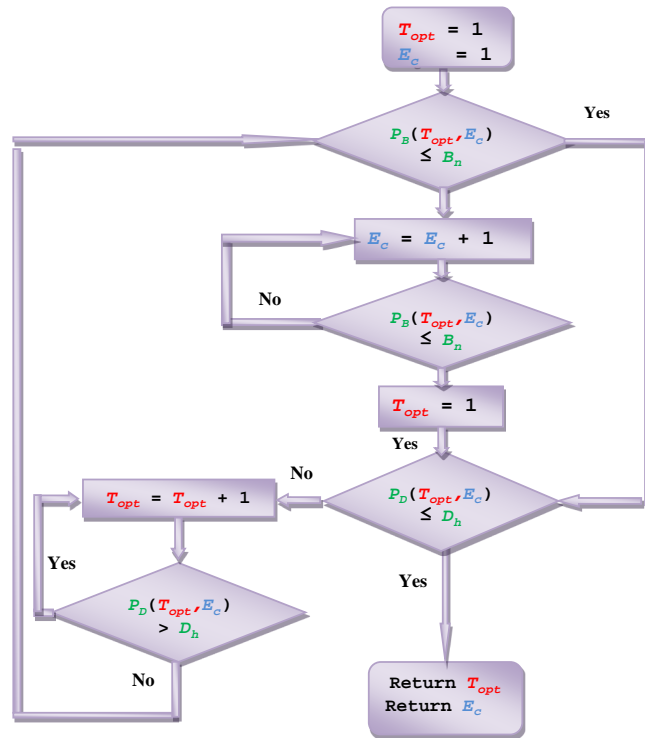 T_opt = 1
E_c = 1
Yes
P_B(T_opt,E_c)
≤ B_n
E_c = E_c + 1
No
P_B(T_opt,E_c)
≤ B_n
T_opt = 1
Yes
No
P_D(T_opt,E_c)
≤ D_h
T_opt = T_opt + 1
Yes
Yes
P_D(T_opt,E_c)
> D_h
No
Return T_opt
Return E_c